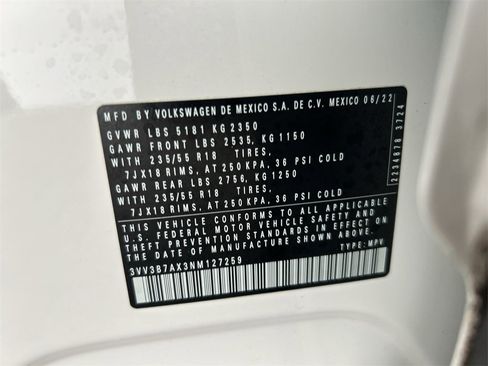 MFD BY VOLKSWAGEN DE MEXICO S.A. DE C.V. MEXICO 06/22
GVWR LBS 5181 KG 2350
GAWR FRONT LBS 2535, KG 1150
WITH 235/55 R18 TIRES,
7JX18 RIMS, AT 250 KPA, 36 PSI COLD
GAWR REAR LBS 2756, KG 1250
WITH 235/55 R18 TIRES,
7JX18 RIMS, AT 250 KPA, 36 PSI COLD
THIS VEHICLE CONFORMS TO ALL APPLICABLE
U.S. FEDERAL MOTOR VEHICLE SAFETY AND
THEFT PREVENTION STANDARDS IN EFFECT ON
THE DATE OF MANUFACTURE SHOWN ABOVE.
3VV3B7AX3NM127259 TYPE: MPV
2234878 3724